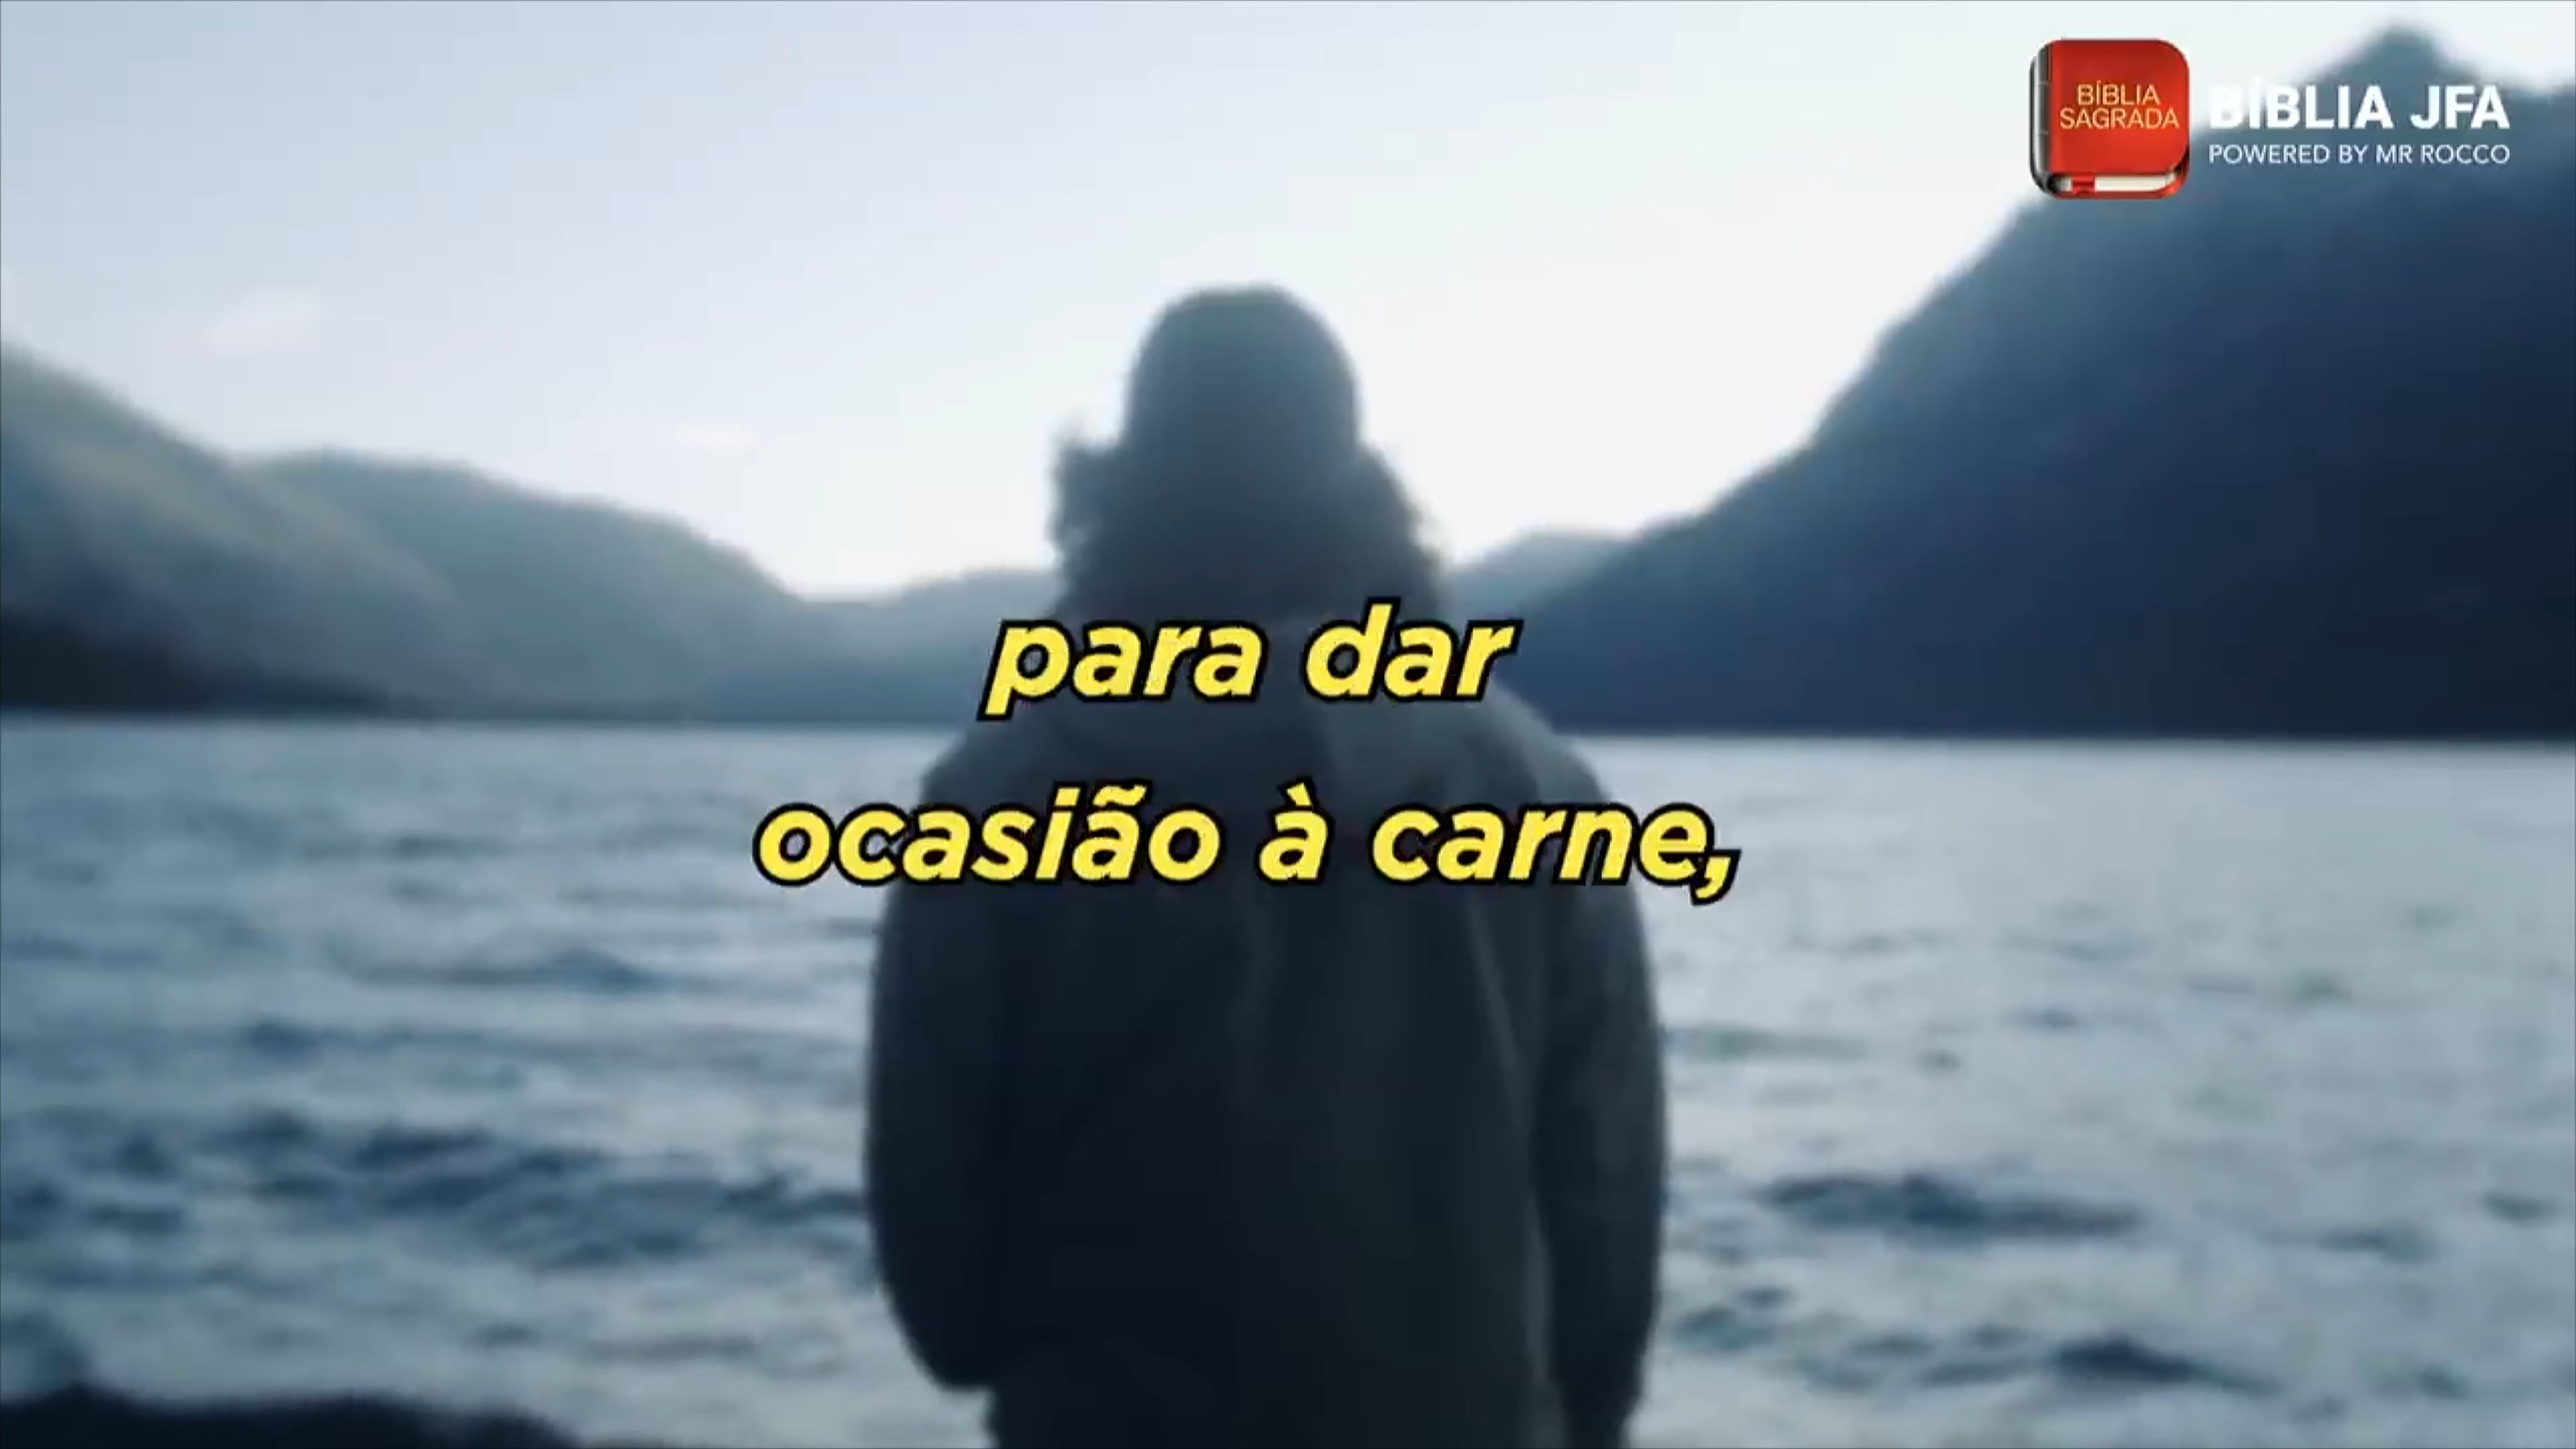 BÍBLIA
SAGRADA
BÍBLIA JFA
POWERED BY MR ROCCO
para dar
ocasião à carne,